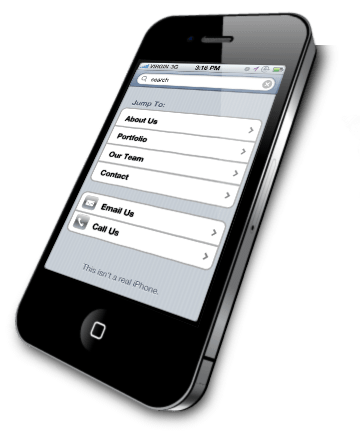 VIRGIN 3G 3:16 PM
search
Jump To:
About Us
Portfolio
Our Team
Contact
Email Us
Call Us
This isn't a real iPhone.